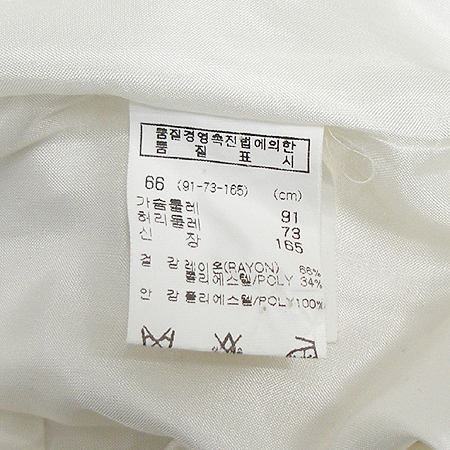 품질경영촉진법에의한
품 질 표 시
66 (91-73-165) (cm)
가슴둘레 91
허리둘레 73
신 장 165
겉 감 레이온(RAYON) 66%
폴리에스텔/POLY 34%
안 감 폴리에스텔/POLY100%